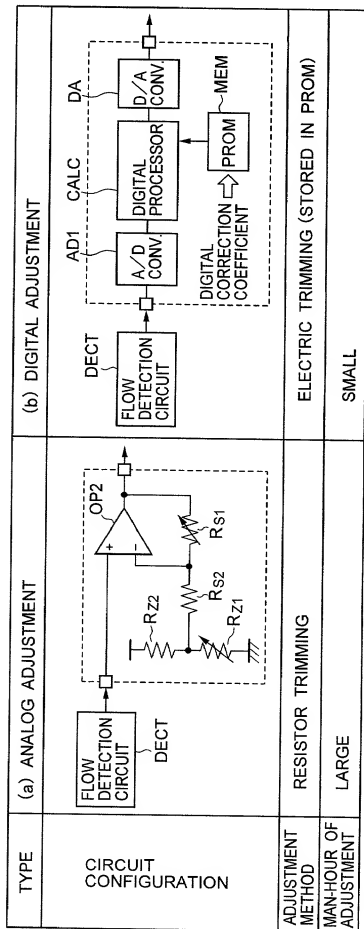 TYPE
(a) ANALOG ADJUSTMENT
(b) DIGITAL ADJUSTMENT
CIRCUIT
CONFIGURATION
FLOW
DETECTION
CIRCUIT
DECT
OP2
+
-
RZ2
RS2
RS1
RZ1
FLOW
DETECTION
CIRCUIT
DECT
AD1
A/D
CONV.
CALC
DIGITAL
PROCESSOR
DA
D/A
CONV.
DIGITAL
CORRECTION
COEFFICIENT
PROM
MEM
ADJUSTMENT
METHOD
RESISTOR TRIMMING
ELECTRIC TRIMMING (STORED IN PROM)
MAN-HOUR OF
ADJUSTMENT
LARGE
SMALL